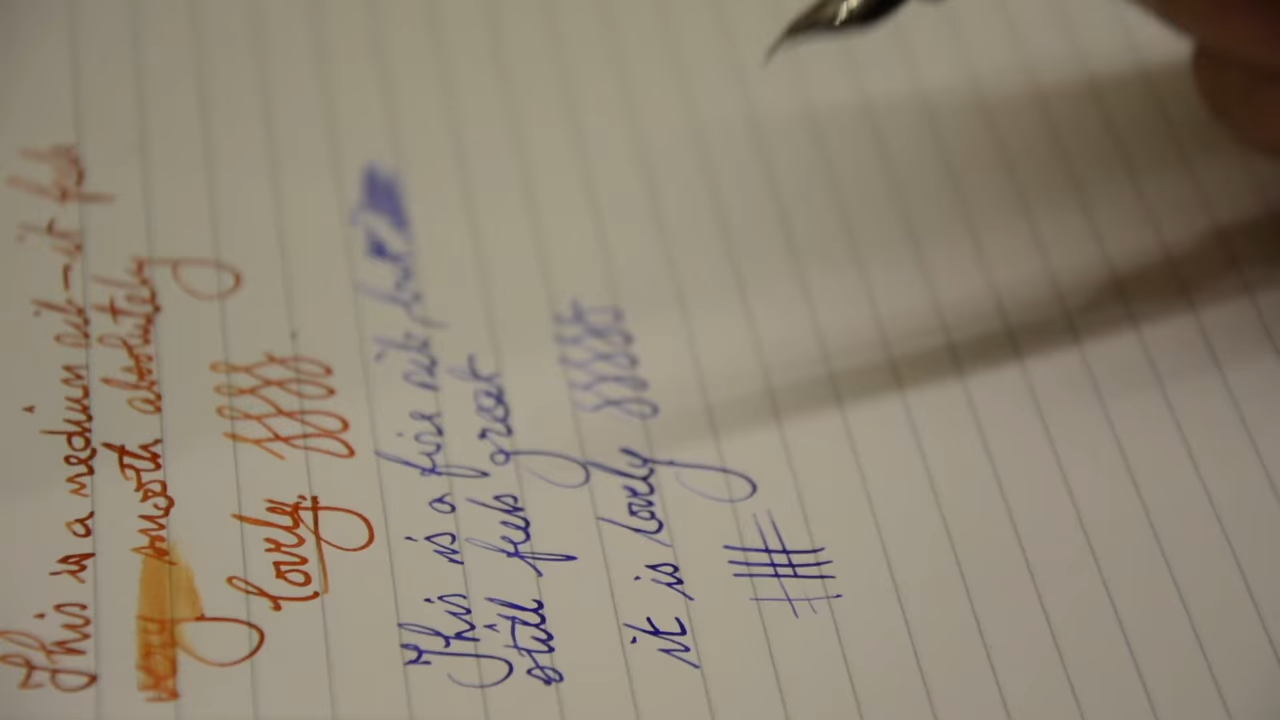 This is a medium nib - it feels
very smooth absolutely
lovely.
This is a fine nib, but
still feels great
it is lovely